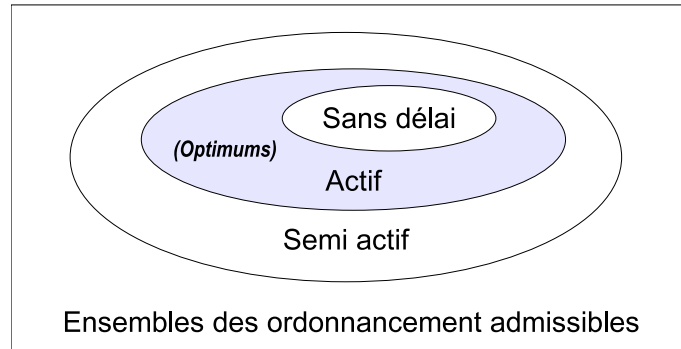 Sans délai
(Optimums)
Actif
Semi actif
Ensembles des ordonnancement admissibles